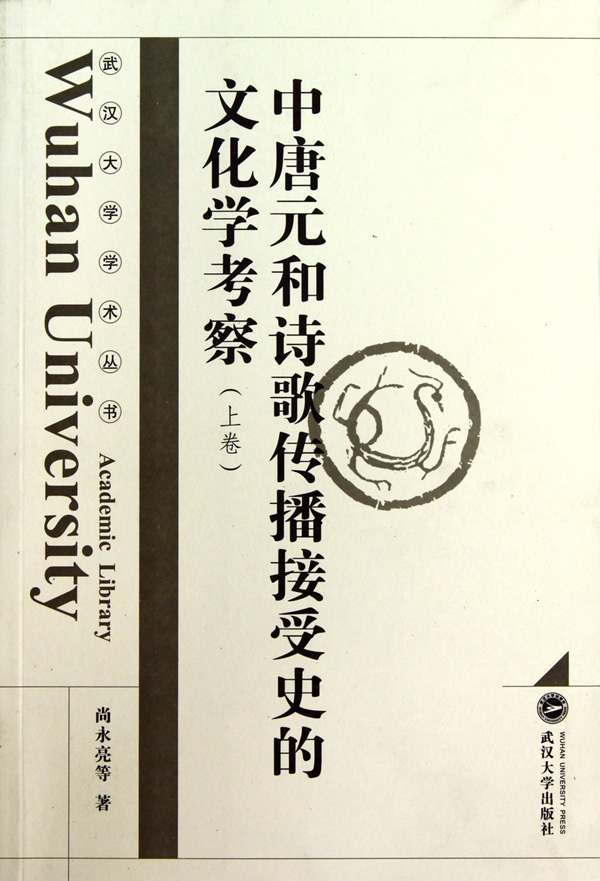 中唐元和诗歌传播接受史的
文化学考察
（上卷）
武汉大学学术丛书
Wuhan University
Academic Library
尚永亮等 著
WUHAN UNIVERSITY PRESS
武汉大学出版社